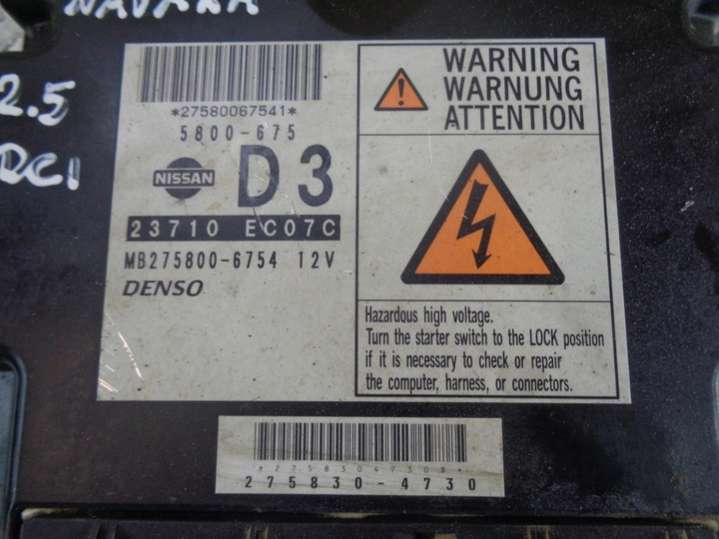 NAVARA
2.5
DCI
*27580067541*
5800-675
NISSAN
D3
23710 EC07C
MB275800-6754 12V
DENSO
WARNING
WARNUNG
ATTENTION
Hazardous high voltage.
Turn the starter switch to the LOCK position
if it is necessary to check or repair
the computer, harness, or connectors.
*2758304730*
275830-4730